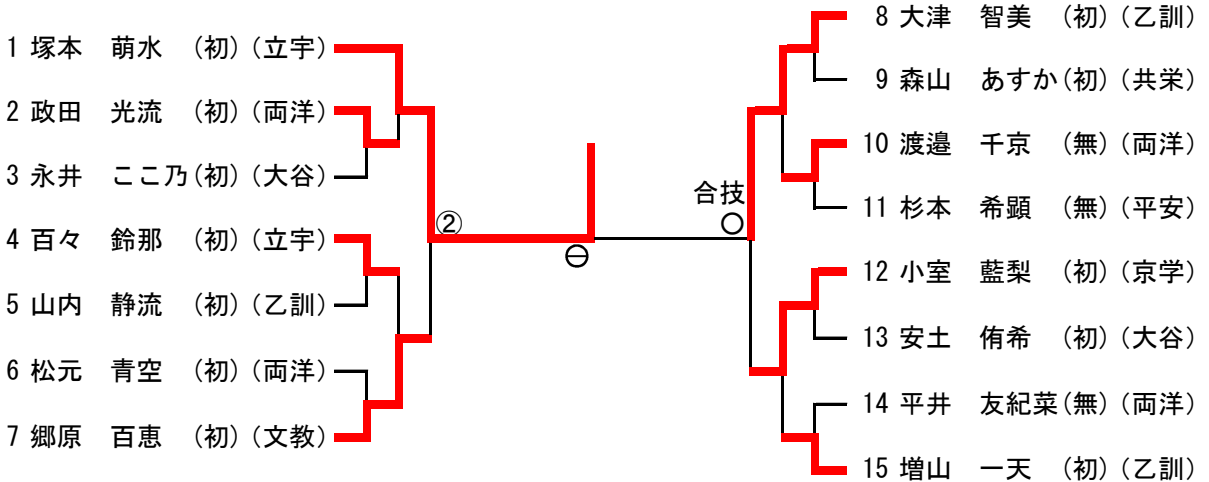 1 塚本 萌水 (初)(立宇)
2 政田 光流 (初)(両洋)
3 永井 ここ乃(初)(大谷)
4 百々 鈴那 (初)(立宇)
5 山内 静流 (初)(乙訓)
6 松元 青空 (初)(両洋)
7 郷原 百恵 (初)(文教)
②
合技
8 大津 智美 (初)(乙訓)
9 森山 あすか(初)(共栄)
10 渡邉 千京 (無)(両洋)
11 杉本 希顕 (無)(平安)
12 小室 藍梨 (初)(京学)
13 安土 侑希 (初)(大谷)
14 平井 友紀菜(無)(両洋)
15 増山 一天 (初)(乙訓)